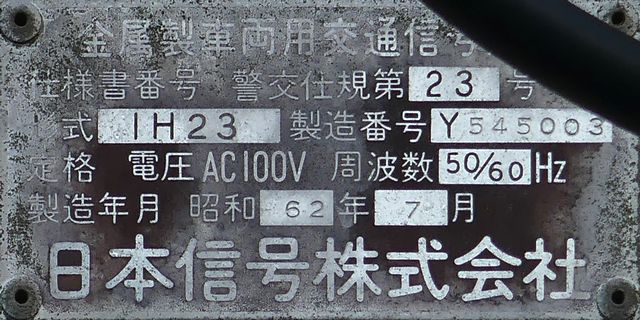 金属製車両用交通信号
仕様書番号 警交仕規第 23 号
形式 1H23 製造番号 Y545003
定格 電圧 AC100V 周波数 50/60 Hz
製造年月 昭和 62 年 7 月
日本信号株式会社